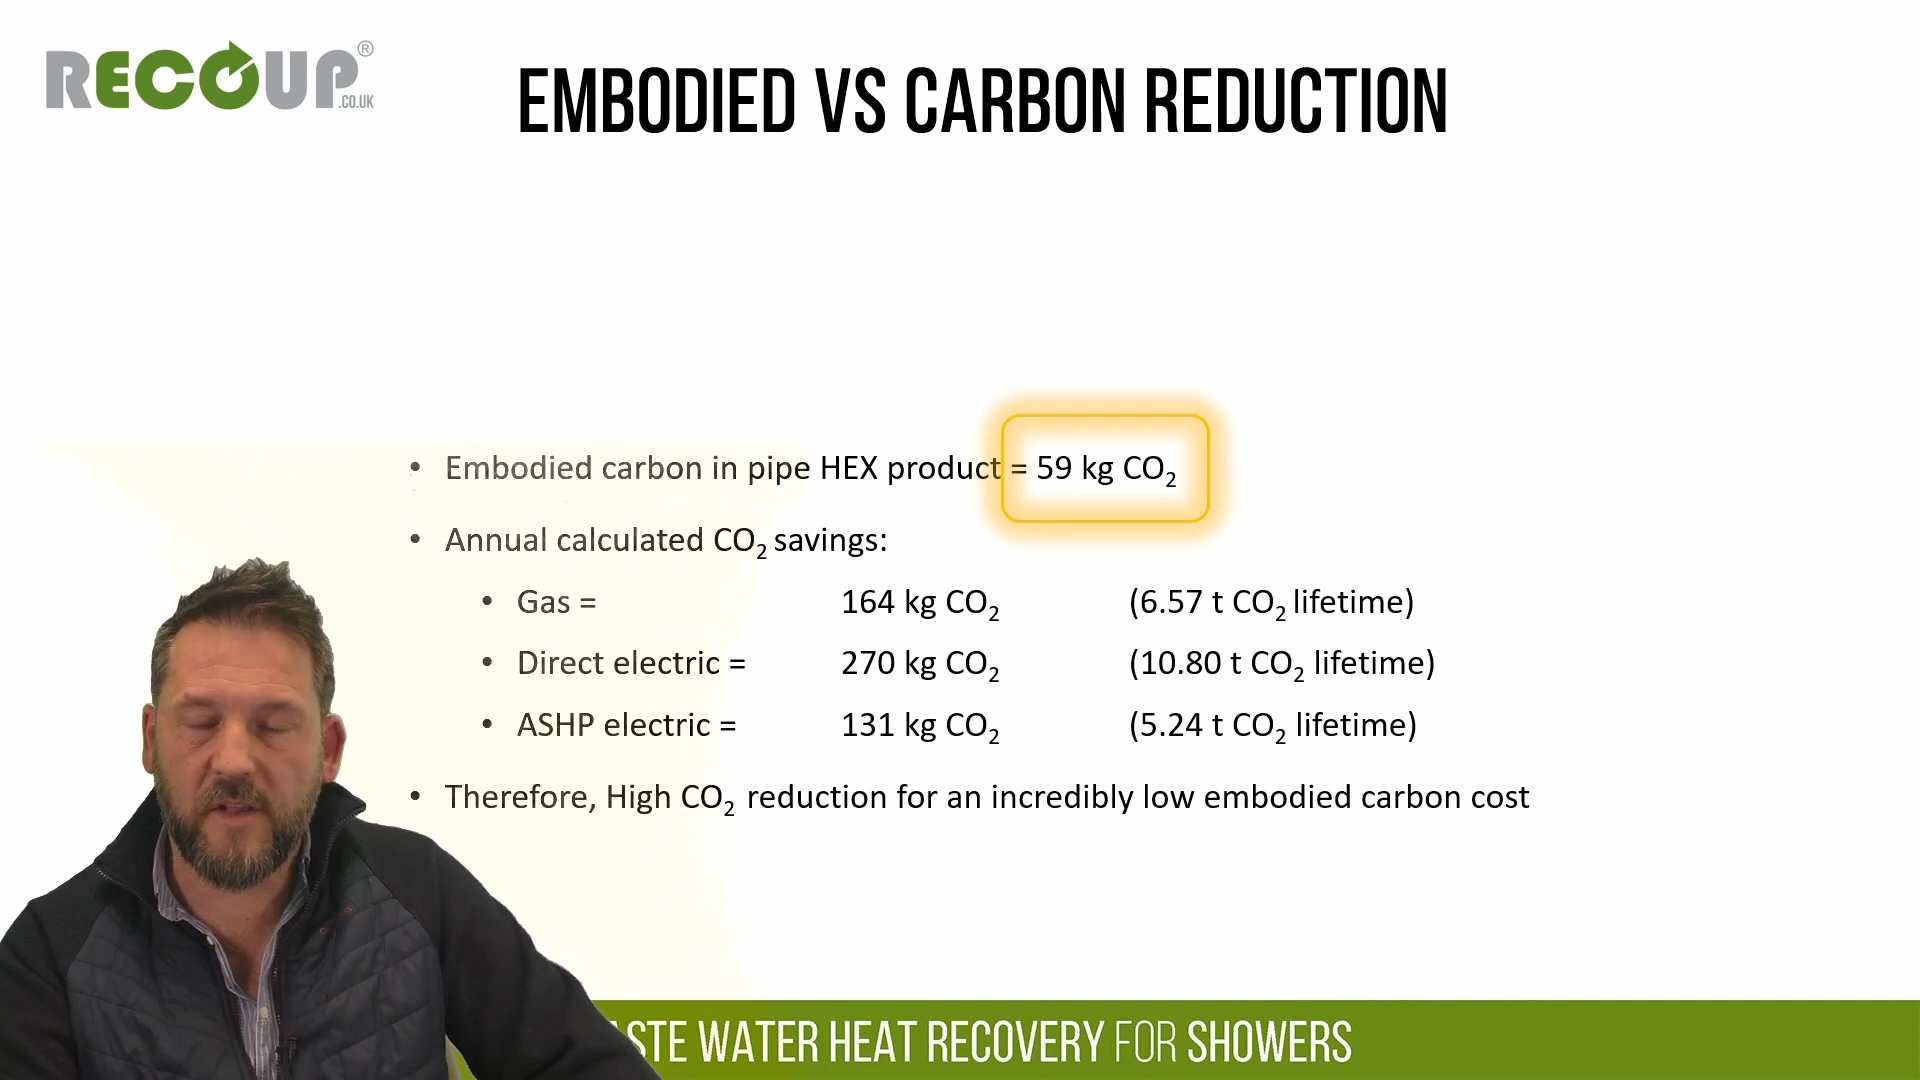 RECOUP®
.CO.UK
EMBODIED VS CARBON REDUCTION
• Embodied carbon in pipe HEX product = 59 kg CO₂
• Annual calculated CO₂ savings:
• Gas = 164 kg CO₂ (6.57 t CO₂ lifetime)
• Direct electric = 270 kg CO₂ (10.80 t CO₂ lifetime)
• ASHP electric = 131 kg CO₂ (5.24 t CO₂ lifetime)
• Therefore, High CO₂ reduction for an incredibly low embodied carbon cost
WATER HEAT RECOVERY FOR SHOWERS